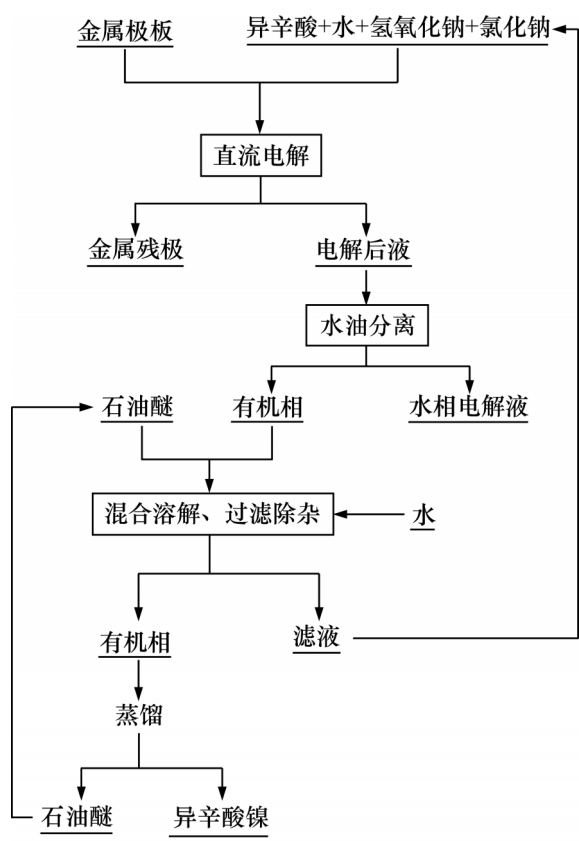 金属极板
异辛酸+水+氢氧化钠+氯化钠
直流电解
金属残极
电解后液
水油分离
石油醚
有机相
水相电解液
混合溶解、过滤除杂
水
有机相
滤液
蒸馏
石油醚
异辛酸镍